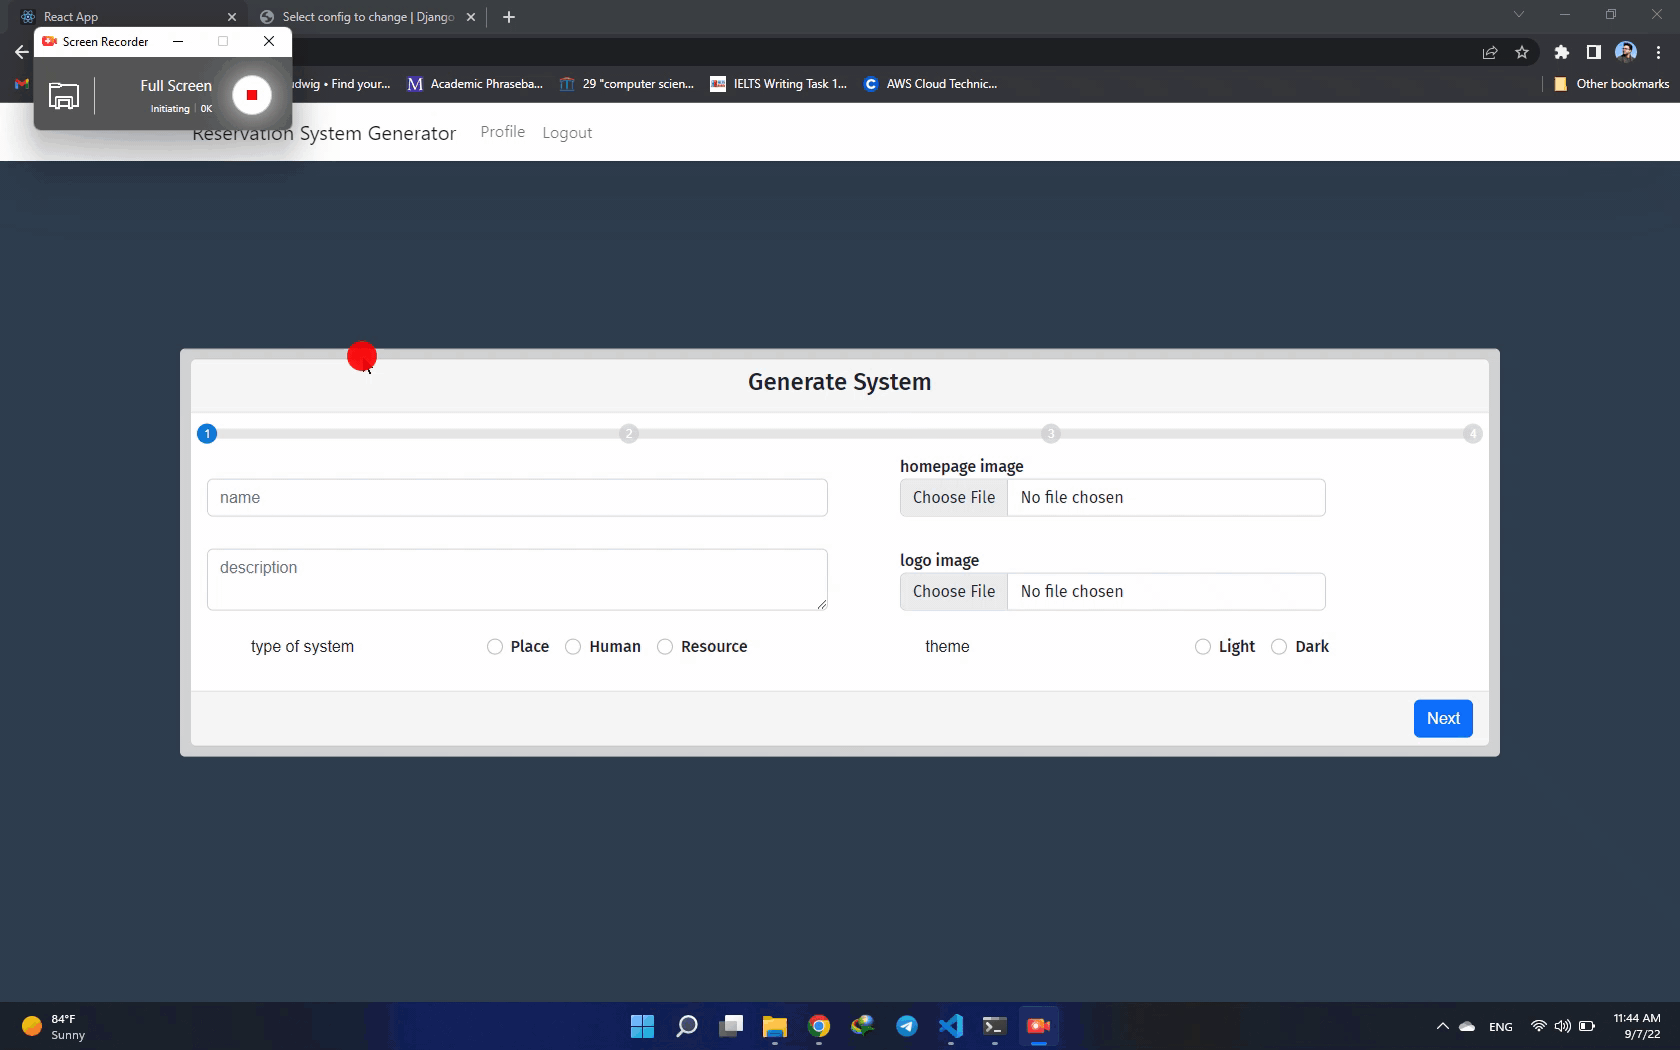 React App
Select config to change | Django
Screen Recorder
Full Screen
Initiating | 0K
udwig • Find your...
M Academic Phraseba...
29 "computer scien...
IELTS Writing Task 1...
C AWS Cloud Technic...
Other bookmarks
Reservation System Generator
Profile
Logout
Generate System
1
2
3
4
name
homepage image
Choose File
No file chosen
description
logo image
Choose File
No file chosen
type of system
Place
Human
Resource
theme
Light
Dark
Next
84°F
Sunny
ENG
11:44 AM
9/7/22